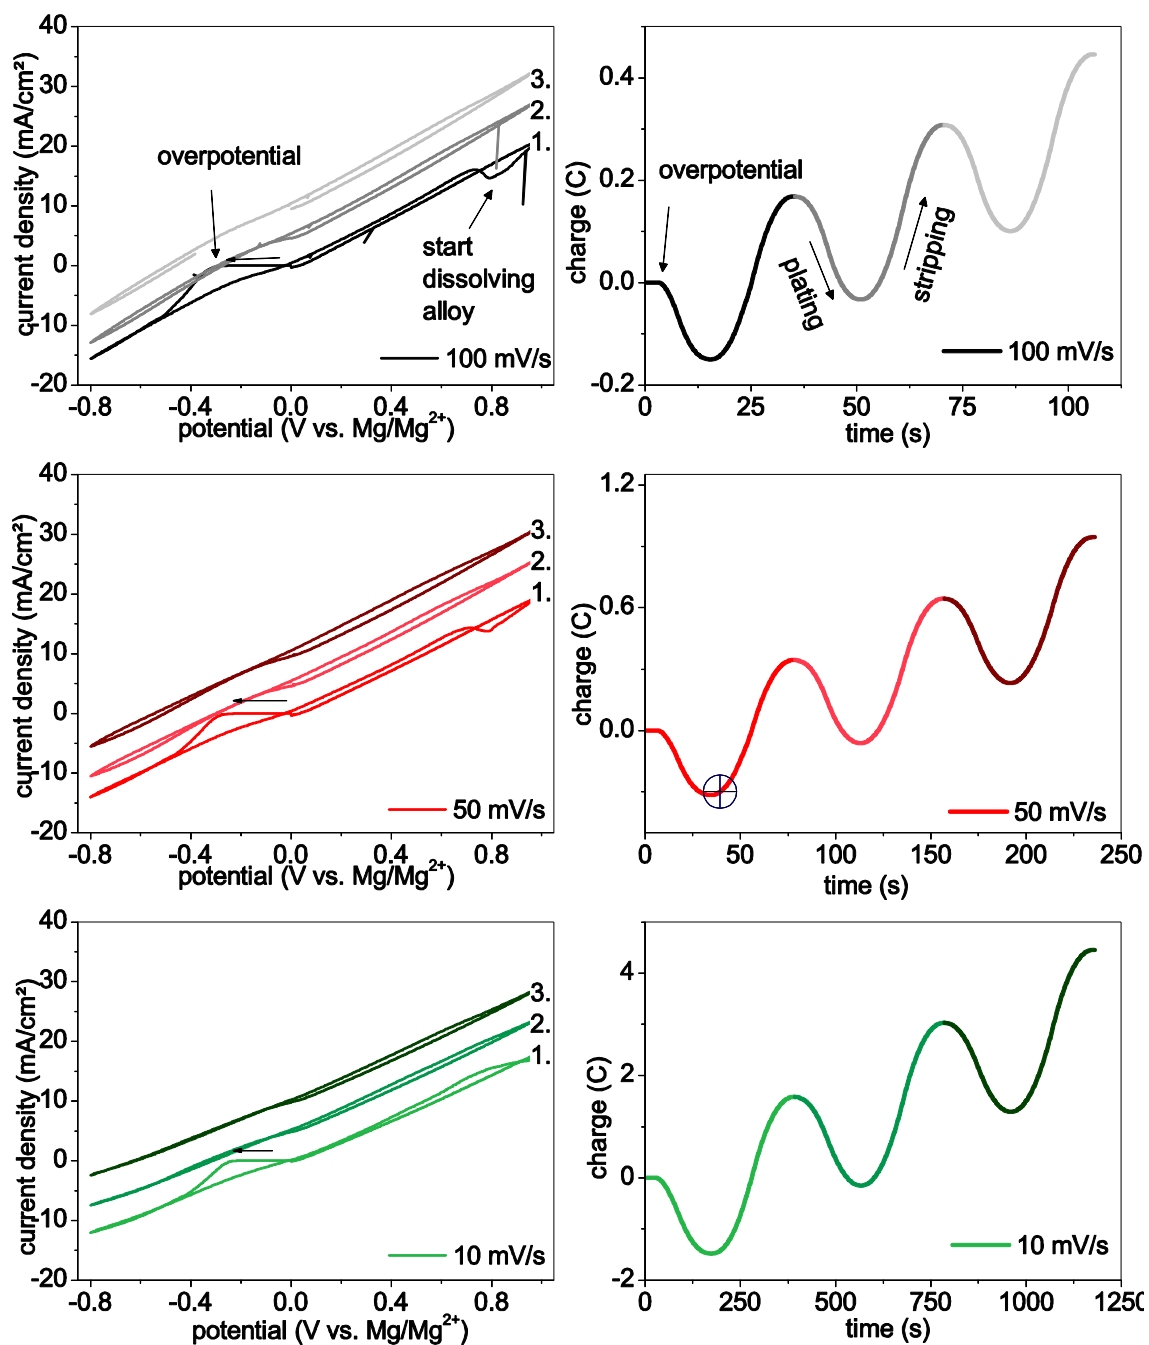 40
30
20
10
0
-10
-20
current density (mA/cm²)
overpotential
3.
2.
1.
start
dissolving
alloy
100 mV/s
-0.8
-0.4
0.0
0.4
0.8
potential (V vs. Mg/Mg²⁺)
0.4
0.2
0.0
-0.2
charge (C)
overpotential
plating
stripping
100 mV/s
0
25
50
75
100
time (s)
40
30
20
10
0
-10
-20
current density (mA/cm²)
3.
2.
1.
50 mV/s
-0.8
-0.4
0.0
0.4
0.8
potential (V vs. Mg/Mg²⁺)
1.2
0.6
0.0
charge (C)
50 mV/s
0
50
100
150
200
250
time (s)
40
30
20
10
0
-10
-20
current density (mA/cm²)
3.
2.
1.
10 mV/s
-0.8
-0.4
0.0
0.4
0.8
potential (V vs. Mg/Mg²⁺)
4
2
0
-2
charge (C)
10 mV/s
0
250
500
750
1000
1250
time (s)